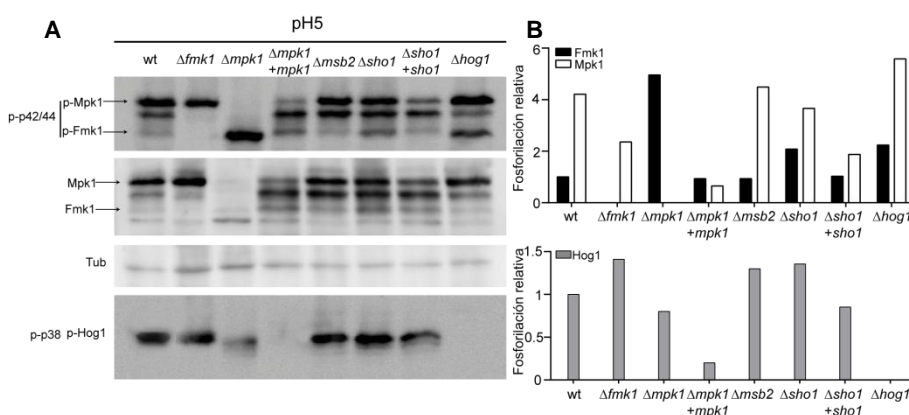 A
pH5
wt Δfmk1 Δmpk1 Δmpk1 +mpk1 Δmsb2 Δsho1 Δsho1 +sho1 Δhog1
p-p42/44
p-Mpk1
p-Fmk1
Mpk1
Fmk1
Tub
p-p38 p-Hog1
B
Fmk1
Mpk1
Fosforilación relativa
6
4
2
0
wt Δfmk1 Δmpk1 Δmpk1 +mpk1 Δmsb2 Δsho1 Δsho1 +sho1 Δhog1
Hog1
Fosforilación relativa
1.5
1
0.5
0
wt Δfmk1 Δmpk1 Δmpk1 +mpk1 Δmsb2 Δsho1 Δsho1 +sho1 Δhog1